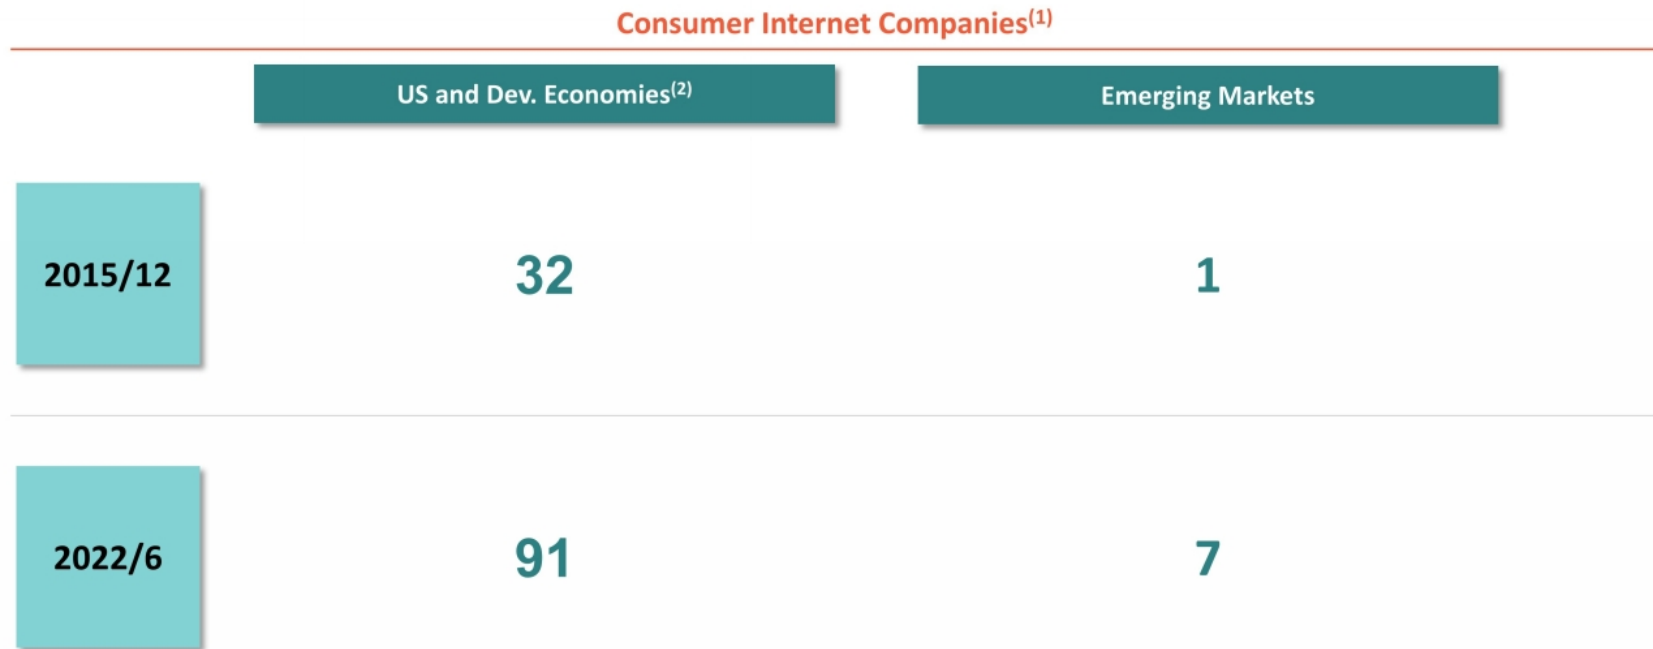 Consumer Internet Companies(1)
US and Dev. Economies(2) Emerging Markets
2015/12 32 1
2022/6 91 7